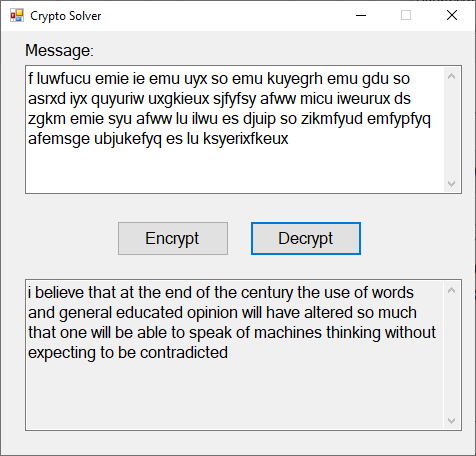 Crypto Solver
Message:
f luwfucu emie ie emu uyx so emu kuyegrh emu gdu so
asrxd iyx quyuriw uxgkieux sjfyfsy afww micu iweurux ds
zgkm emie syu afww lu ilwu es djuip so zikmfyud emfypfyq
afemsge ubjukefyq es lu ksyerixfkeux
Encrypt Decrypt
i believe that at the end of the century the use of words
and general educated opinion will have altered so much
that one will be able to speak of machines thinking without
expecting to be contradicted